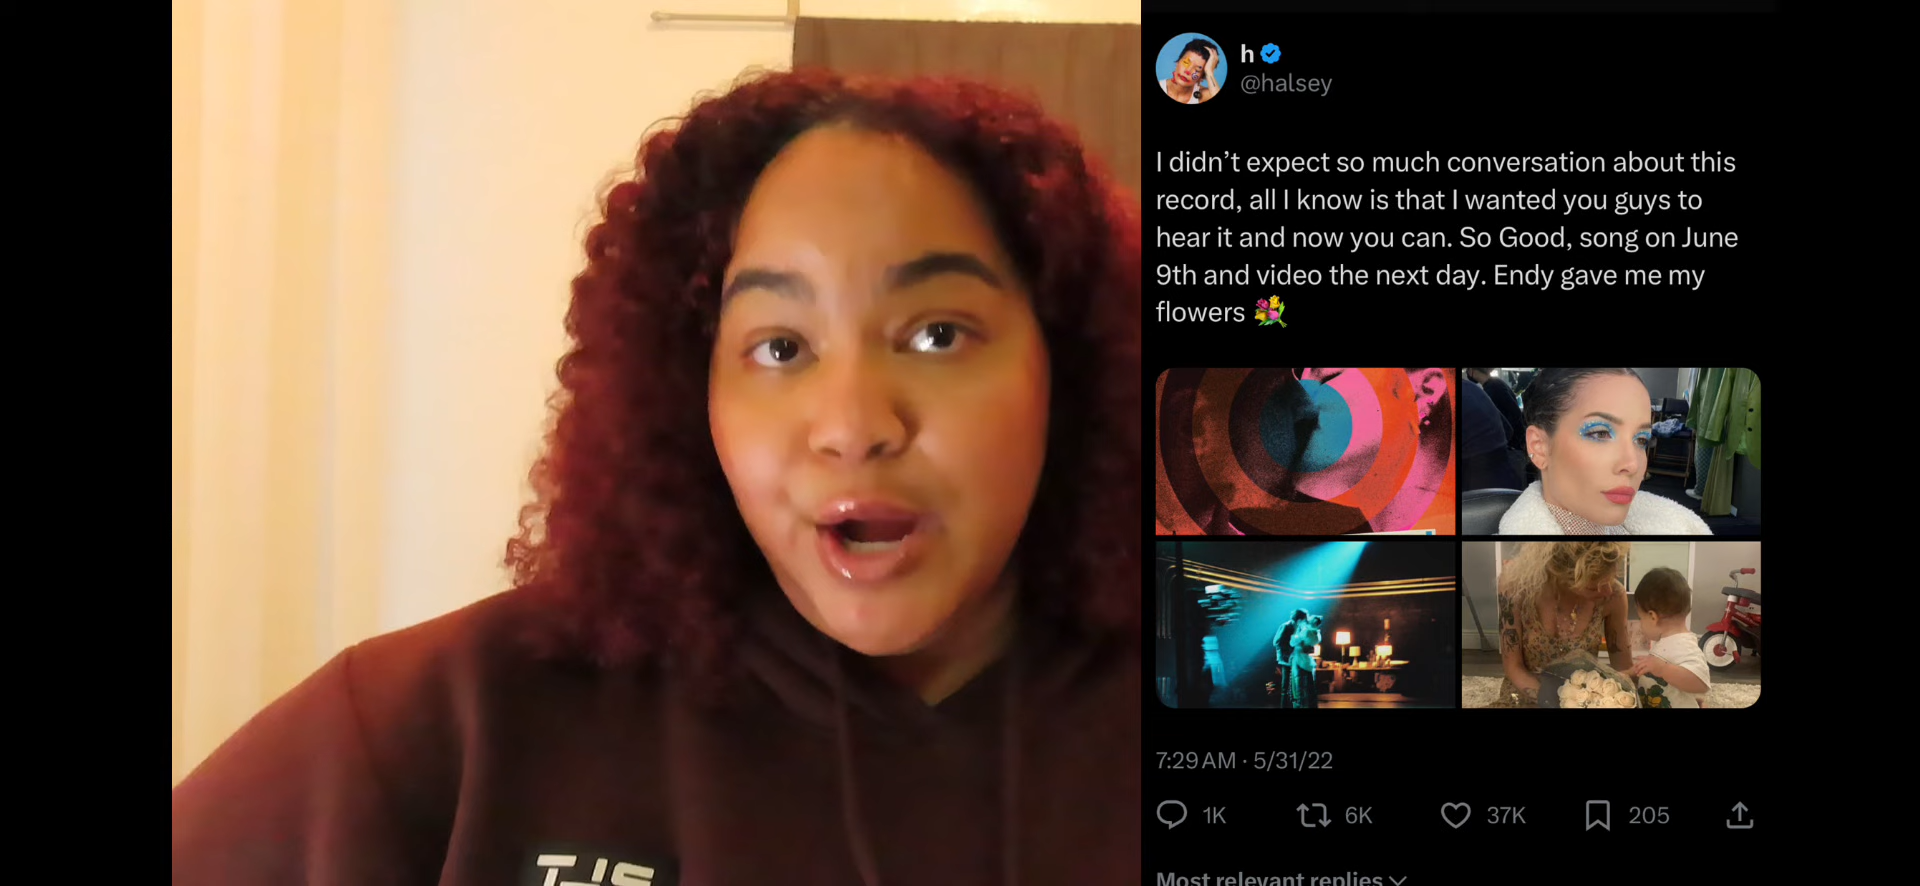 h
@halsey
I didn’t expect so much conversation about this
record, all I know is that I wanted you guys to
hear it and now you can. So Good, song on June
9th and video the next day. Endy gave me my
flowers 💐
7:29 AM · 5/31/22
1K 6K 37K 205
Most relevant replies